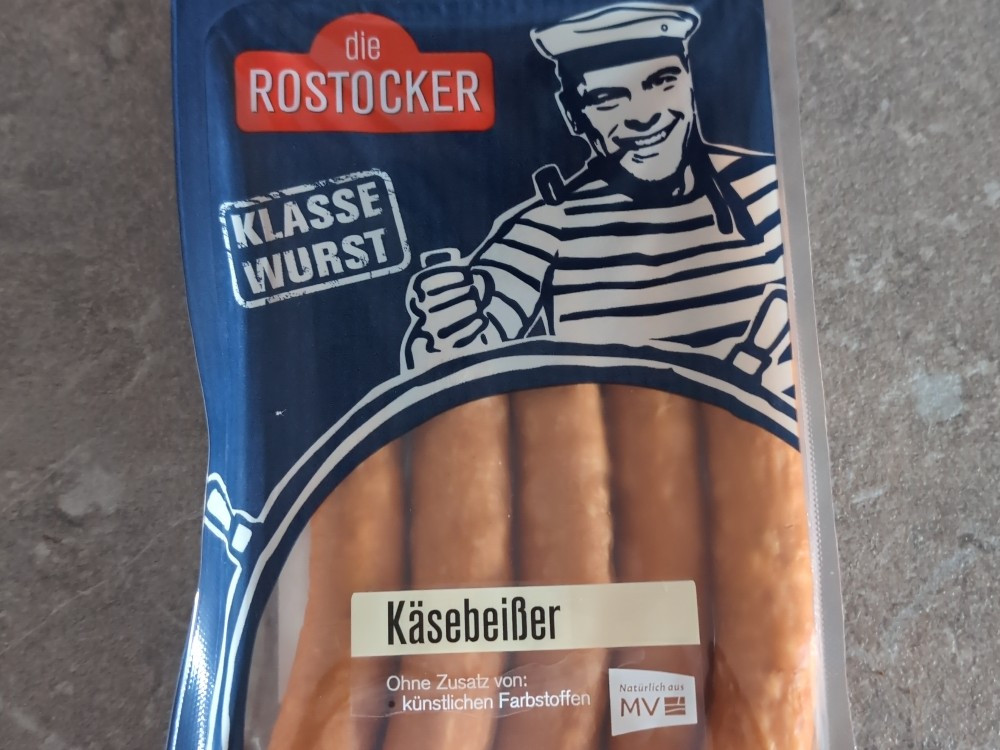 die
ROSTOCKER
KLASSE
WURST
Käsebeißer
Ohne Zusatz von:
• künstlichen Farbstoffen
Natürlich aus
MV